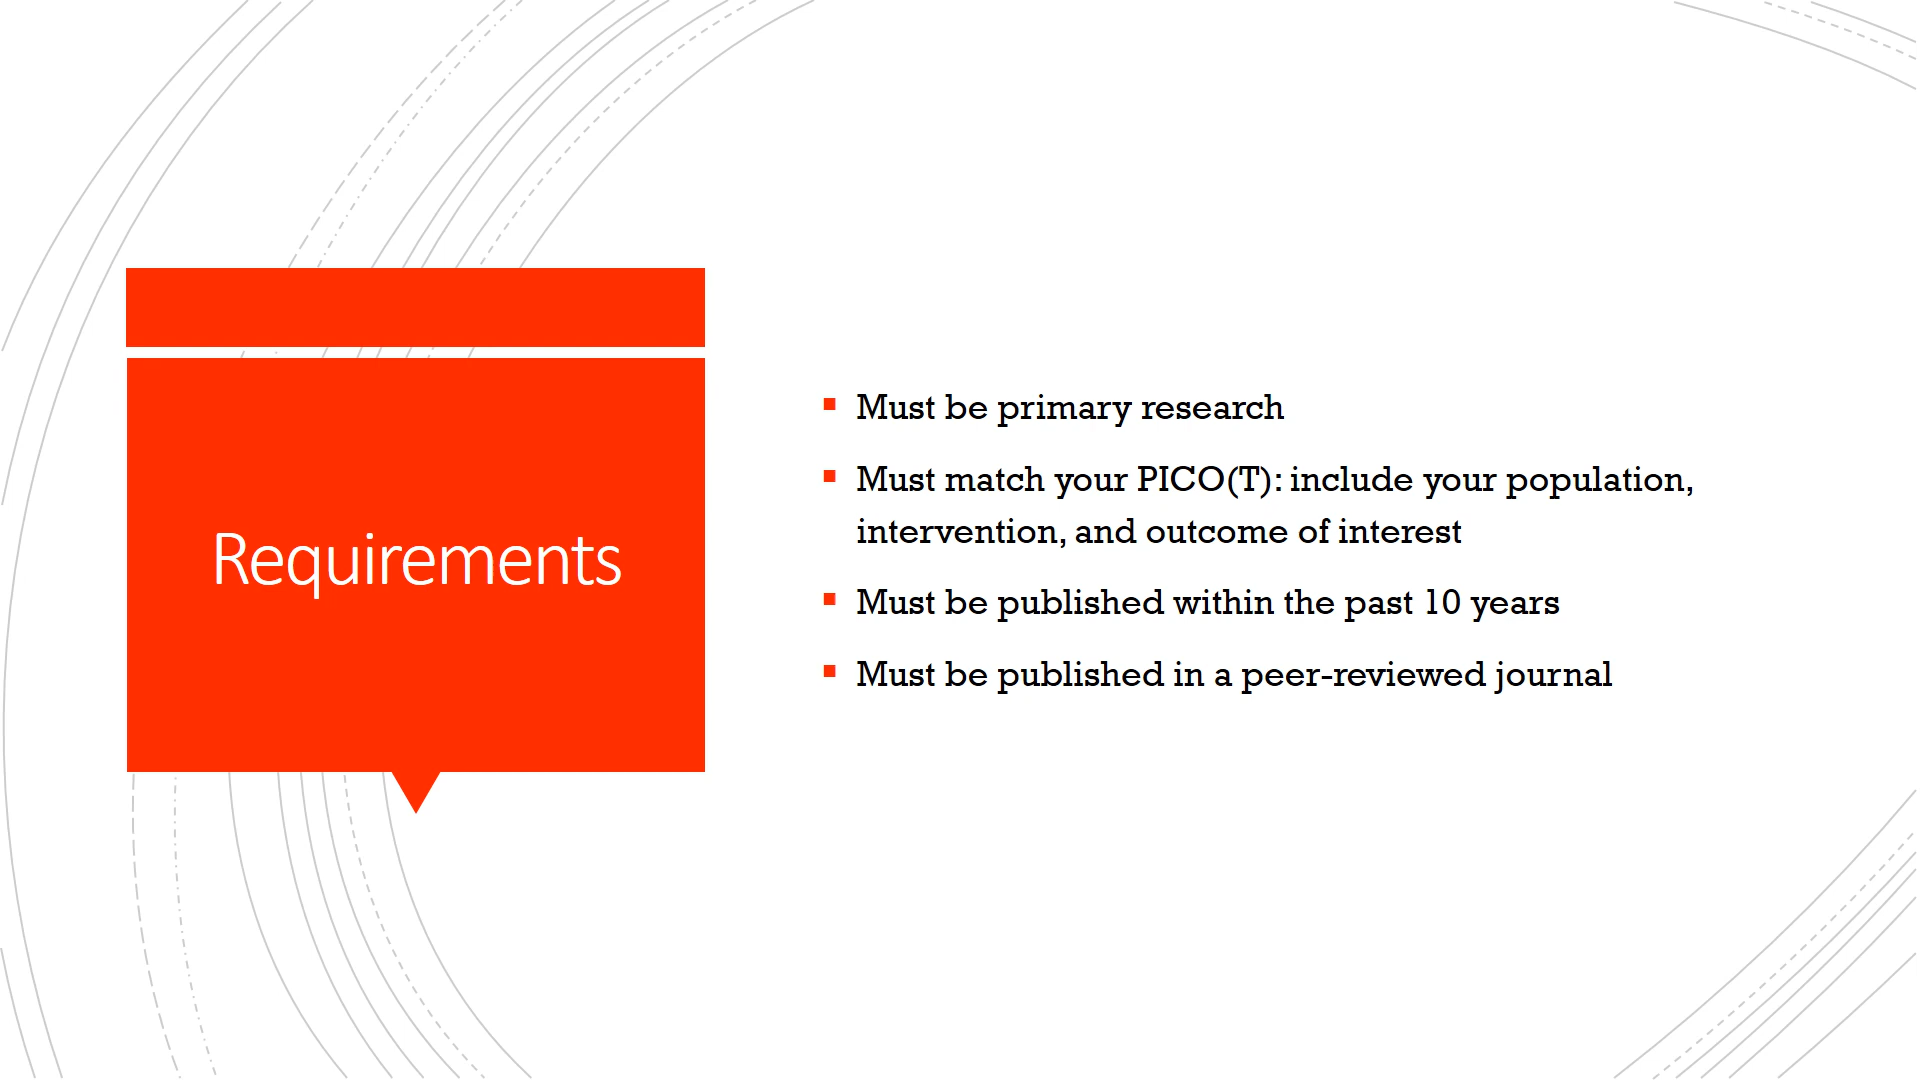 Requirements
Must be primary research
Must match your PICO(T): include your population,
intervention, and outcome of interest
Must be published within the past 10 years
Must be published in a peer-reviewed journal